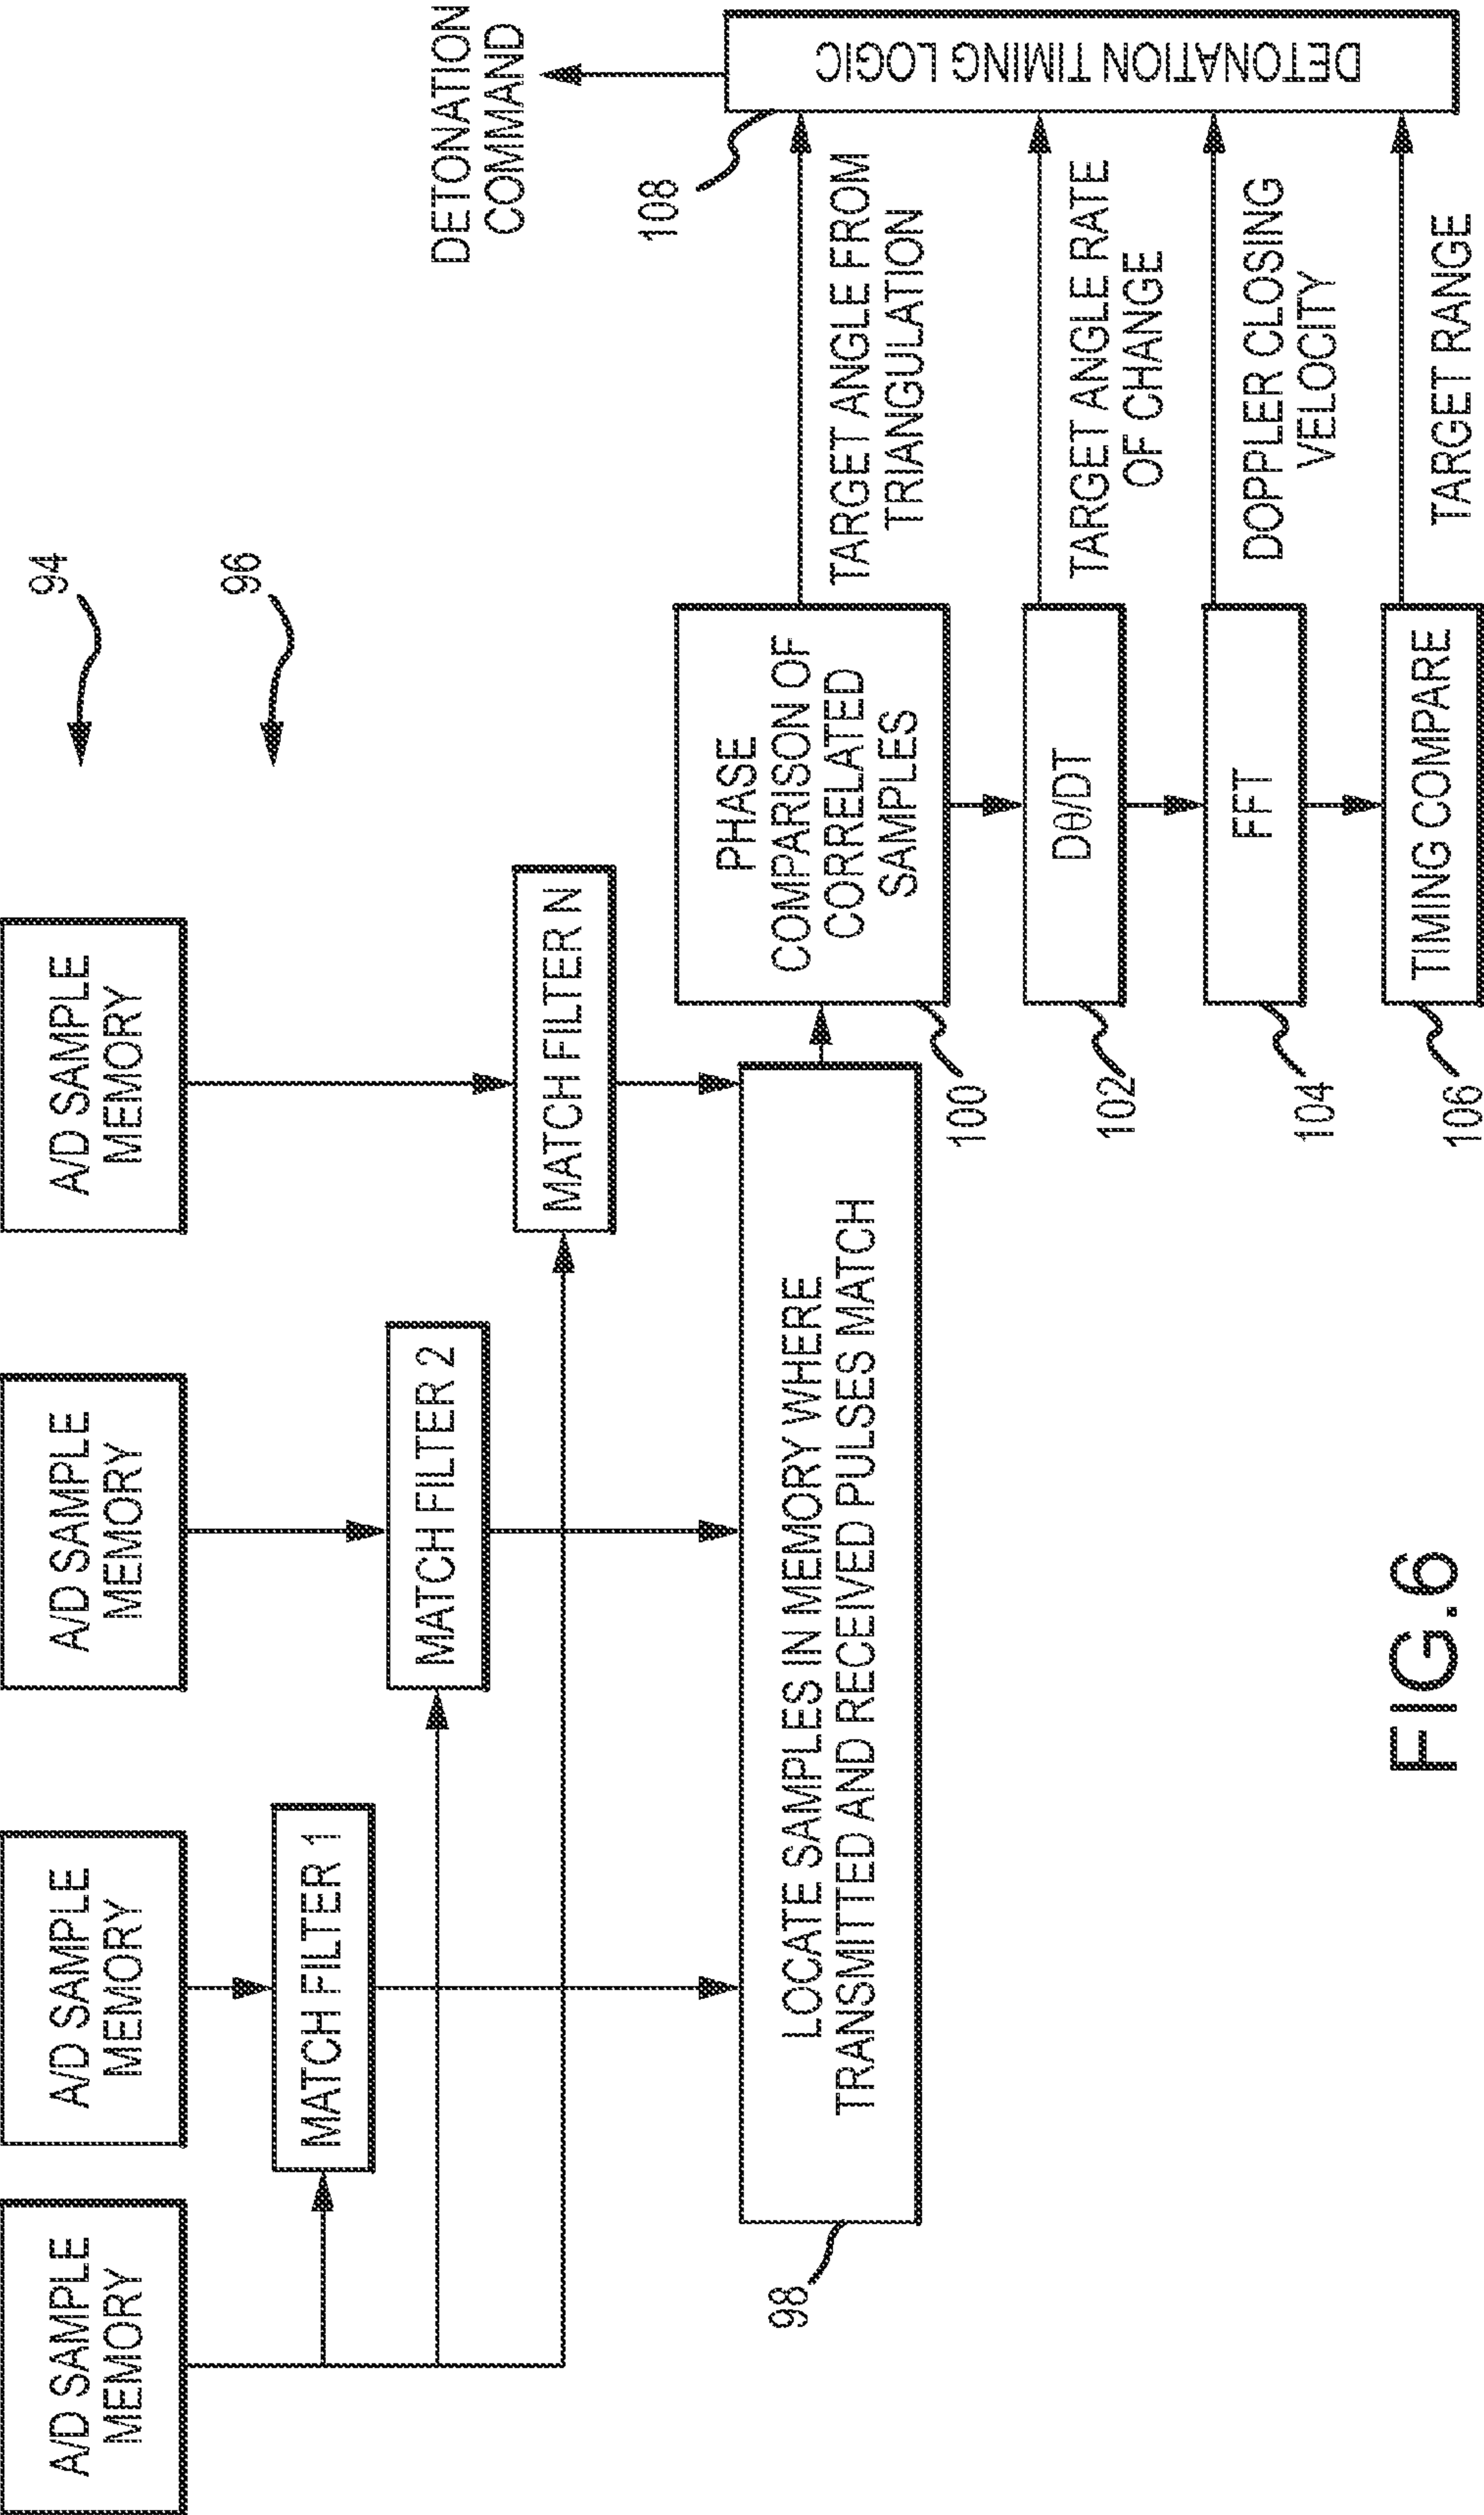 A/D SAMPLE
MEMORY
A/D SAMPLE
MEMORY
A/D SAMPLE
MEMORY
A/D SAMPLE
MEMORY
94
96
MATCH FILTER 1
MATCH FILTER 2
MATCH FILTER N
98
LOCATE SAMPLES IN MEMORY WHERE
TRANSMITTED AND RECEIVED PULSES MATCH
PHASE
COMPARISON OF
CORRELATED
SAMPLES
100
TARGET ANGLE FROM
TRIANGULATION
Dθ/DT
102
TARGET ANGLE RATE
OF CHANGE
FFT
104
DOPPLER CLOSING
VELOCITY
TIMING COMPARE
106
TARGET RANGE
108
DETONATION TIMING LOGIC
DETONATION
COMMAND
FIG.6